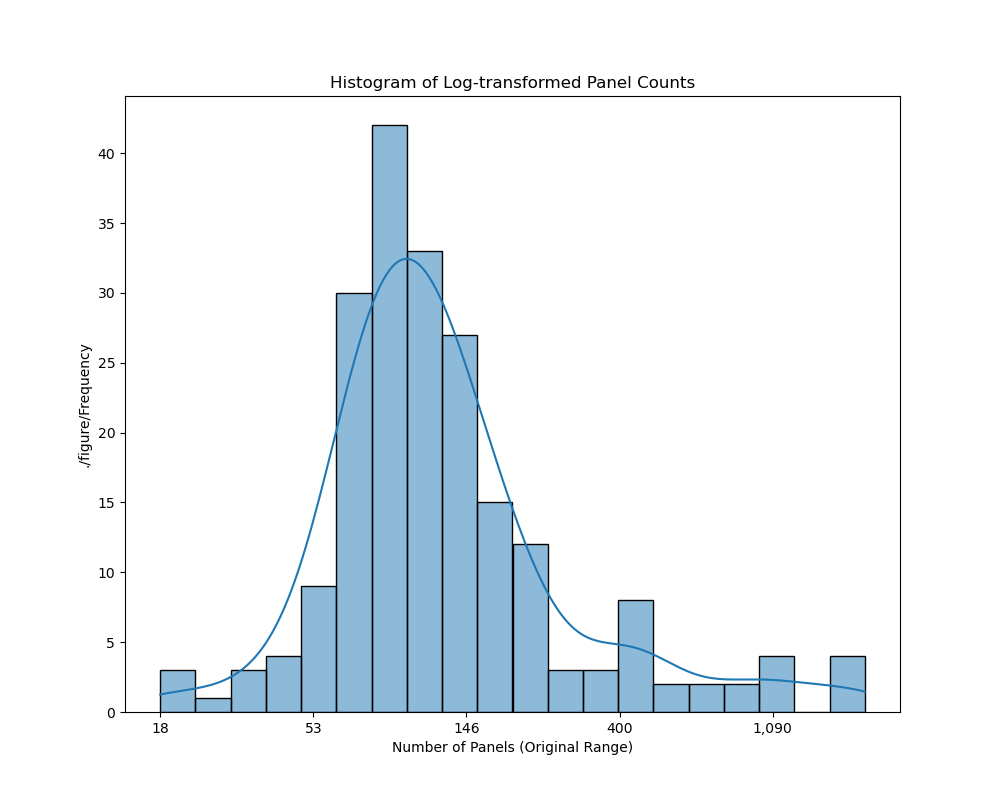 Histogram of Log-transformed Panel Counts
40
35
30
25
20
15
10
5
0
./figure/Frequency
18 53 146 400 1,090
Number of Panels (Original Range)